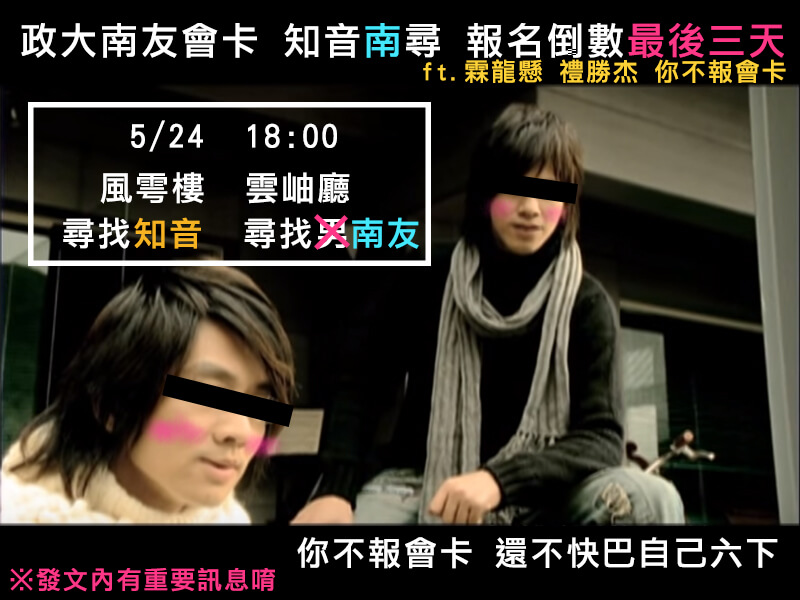 政大南友會卡 知音南尋 報名倒數最後三天
ft.霖龍懸 禮勝杰 你不報會卡
5/24 18:00
風雩樓 雲岫廳
尋找知音 尋找男南友
你不報會卡 還不快巴自己六下
※發文內有重要訊息唷